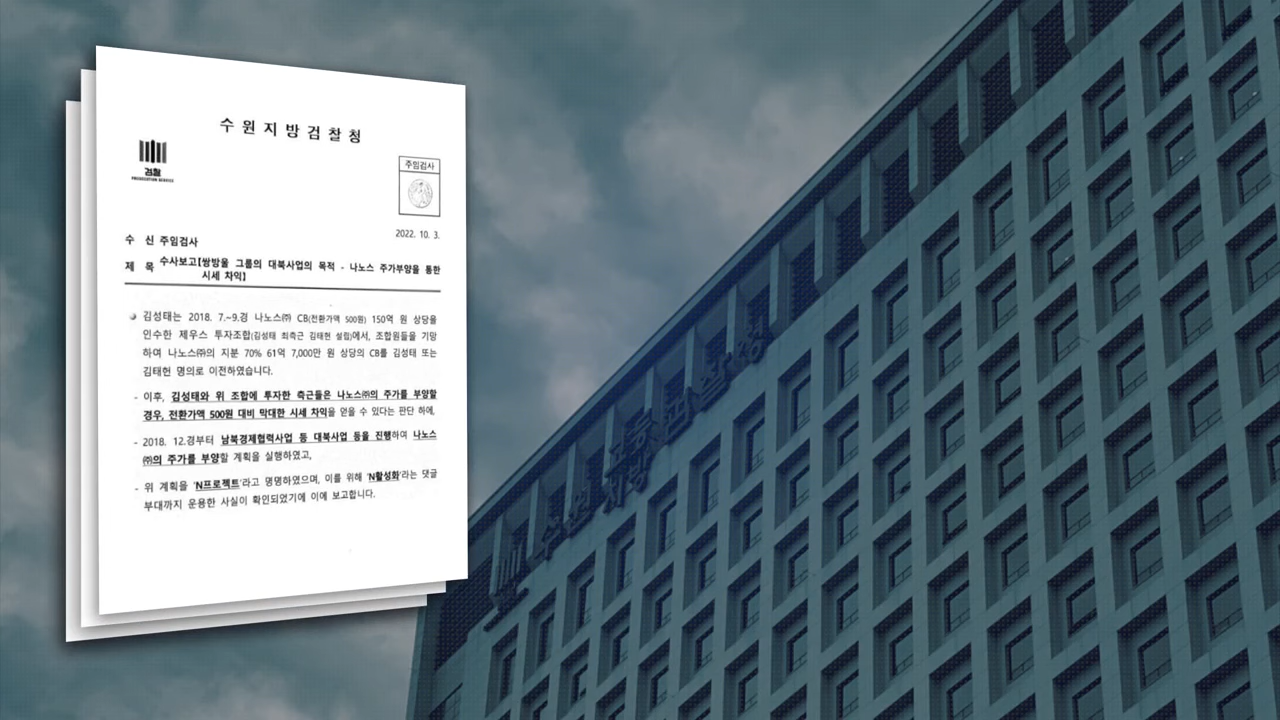 수원지방검찰청
검찰
PROSECUTION SERVICE
주임검사
2022. 10. 3.
수 신 주임검사
제 목 수사보고【쌍방울 그룹의 대북사업의 목적 - 나노스 주가부양을 통한
시세 차익】
김성태는 2018. 7.~9.경 나노스㈜ CB(전환가액 500원) 150억 원 상당을
인수한 제우스 투자조합(김성태 최측근 김태헌 설립)에서, 조합원들을 기망
하여 나노스㈜의 지분 70% 61억 7,000만 원 상당의 CB를 김성태 또는
김태헌 명의로 이전하였습니다.
- 이후, 김성태와 위 조합에 투자한 측근들은 나노스㈜의 주가를 부양할
경우, 전환가액 500원 대비 막대한 시세 차익을 얻을 수 있다는 판단 하에,
- 2018. 12.경부터 남북경제협력사업 등 대북사업 등을 진행하여 나노스
㈜의 주가를 부양할 계획을 실행하였고,
- 위 계획을 'N프로젝트'라고 명명하였으며, 이를 위해 'N활성화'라는 댓글
부대까지 운용한 사실이 확인되었기에 이에 보고합니다.
수원고등검찰청
지방